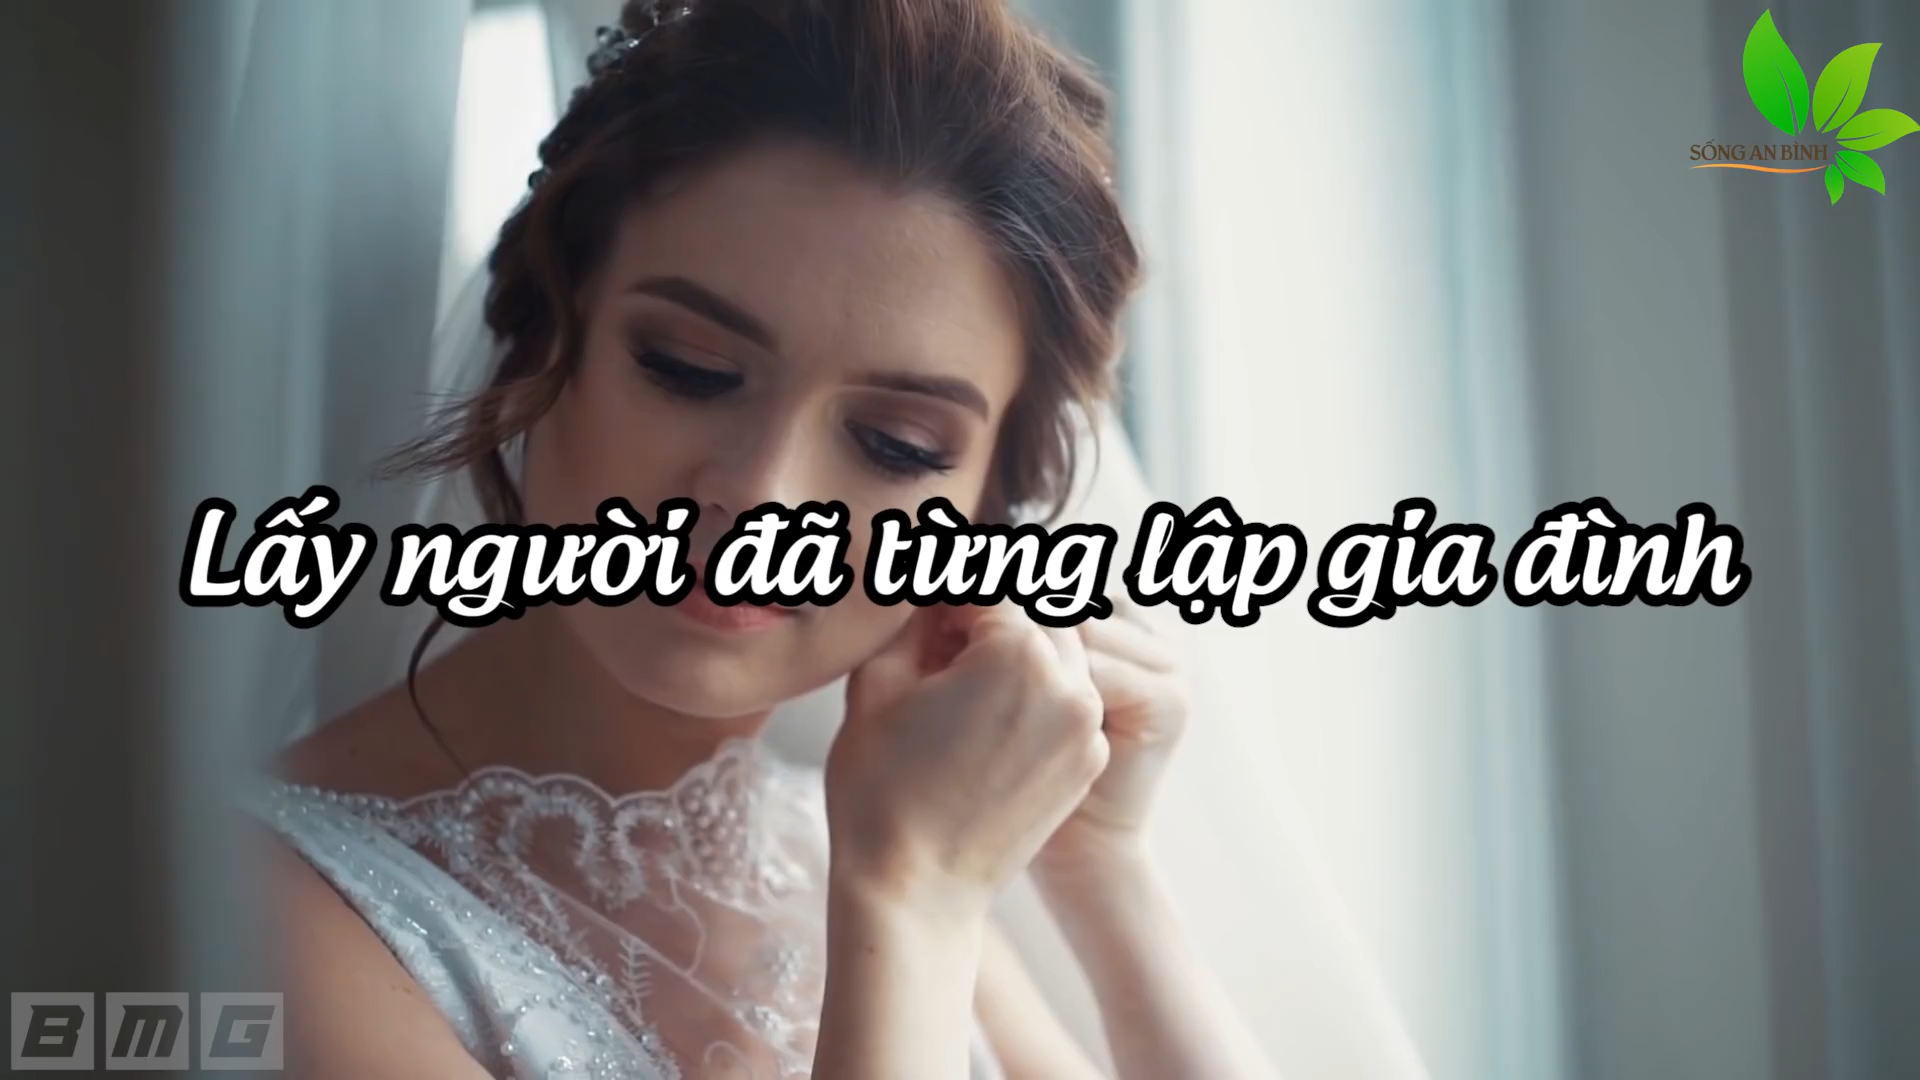 SỐNG AN BÌNH
Lấy người đã từng lập gia đình
BMG